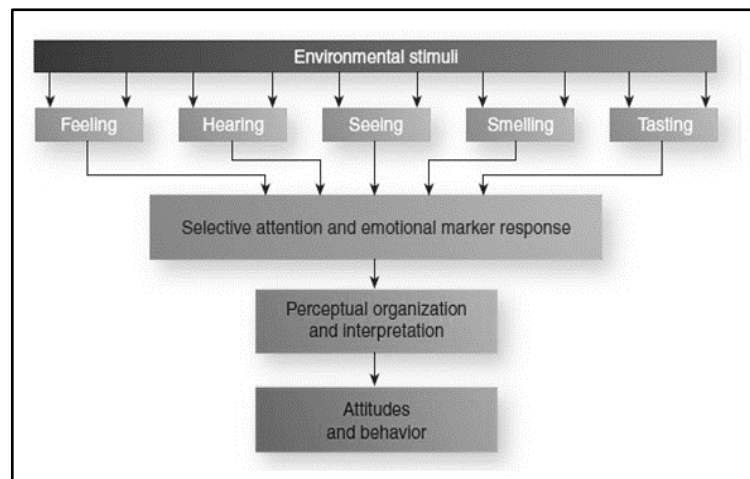 Environmental stimuli
Feeling
Hearing
Seeing
Smelling
Tasting
Selective attention and emotional marker response
Perceptual organization
and interpretation
Attitudes
and behavior